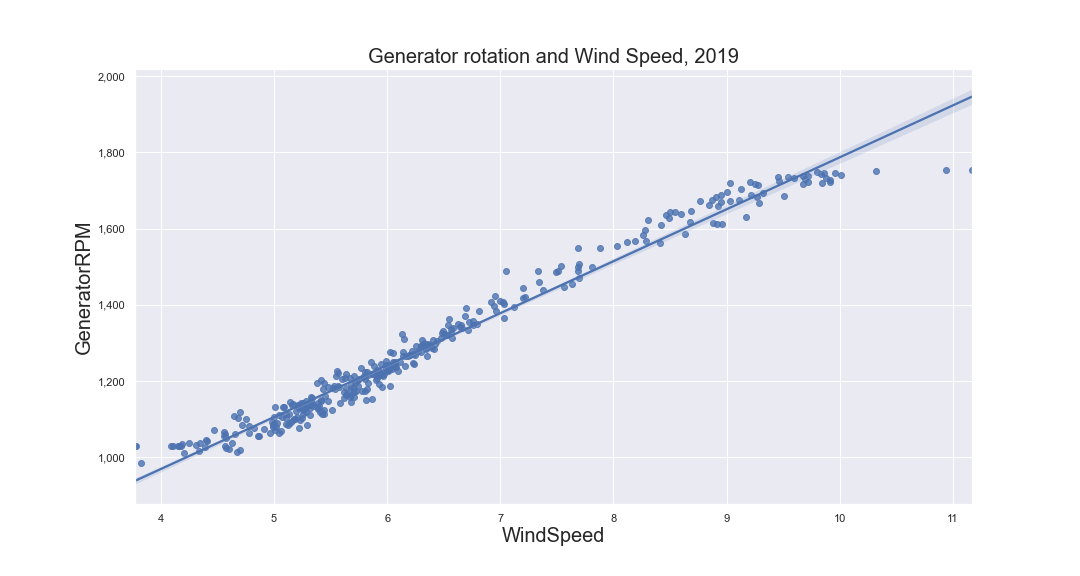 Generator rotation and Wind Speed, 2019
2,000
1,800
1,600
1,400
1,200
1,000
GeneratorRPM
4 5 6 7 8 9 10 11
WindSpeed